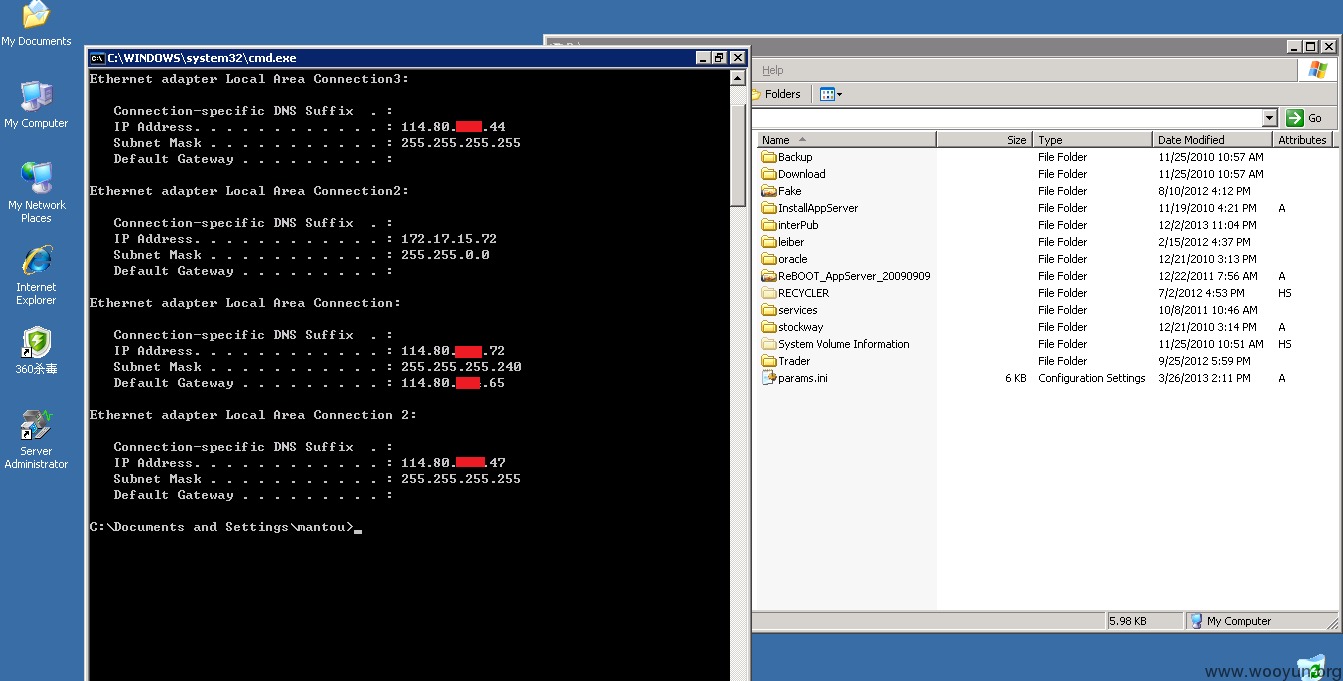 My Documents
My Computer
My Network
Places
Internet
Explorer
360杀毒
Server
Administrator
C:\WINDOWS\system32\cmd.exe
Ethernet adapter Local Area Connection3:
Connection-specific DNS Suffix . :
IP Address. . . . . . . . . . . . : 114.80. .44
Subnet Mask . . . . . . . . . . . : 255.255.255.255
Default Gateway . . . . . . . . . :
Ethernet adapter Local Area Connection2:
Connection-specific DNS Suffix . :
IP Address. . . . . . . . . . . . : 172.17.15.72
Subnet Mask . . . . . . . . . . . : 255.255.0.0
Default Gateway . . . . . . . . . :
Ethernet adapter Local Area Connection:
Connection-specific DNS Suffix . :
IP Address. . . . . . . . . . . . : 114.80. .72
Subnet Mask . . . . . . . . . . . : 255.255.255.240
Default Gateway . . . . . . . . . : 114.80. .65
Ethernet adapter Local Area Connection 2:
Connection-specific DNS Suffix . :
IP Address. . . . . . . . . . . . : 114.80. .47
Subnet Mask . . . . . . . . . . . : 255.255.255.255
Default Gateway . . . . . . . . . :
C:\Documents and Settings\mantou>_
Help
Folders
Go
Name Size Type Date Modified Attributes
Backup File Folder 11/25/2010 10:57 AM
Download File Folder 11/25/2010 10:57 AM
Fake File Folder 8/10/2012 4:12 PM
InstallAppServer File Folder 11/19/2010 4:21 PM A
interPub File Folder 12/2/2013 11:04 PM
leiber File Folder 2/15/2012 4:37 PM
oracle File Folder 12/21/2010 3:13 PM
ReBOOT_AppServer_20090909 File Folder 12/22/2011 7:56 AM A
RECYCLER File Folder 7/2/2012 4:53 PM HS
services File Folder 10/8/2011 10:46 AM
stockway File Folder 12/21/2010 3:14 PM A
System Volume Information File Folder 11/25/2010 10:51 AM HS
Trader File Folder 9/25/2012 5:59 PM
params.ini 6 KB Configuration Settings 3/26/2013 2:11 PM A
5.98 KB My Computer
www.wooyun.org